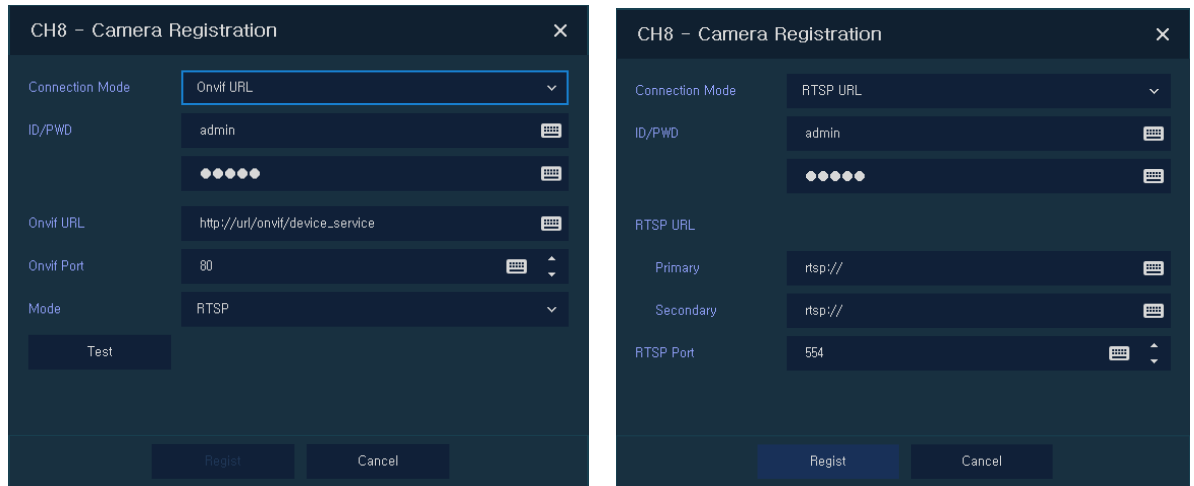 CH8 - Camera Registration
Connection Mode
Onvif URL
ID/PWD
admin
Onvif URL
http://url/onvif/device_service
Onvif Port
80
Mode
RTSP
Test
Regist
Cancel
CH8 - Camera Registration
Connection Mode
RTSP URL
ID/PWD
admin
RTSP URL
Primary
rtsp://
Secondary
rtsp://
RTSP Port
554
Regist
Cancel